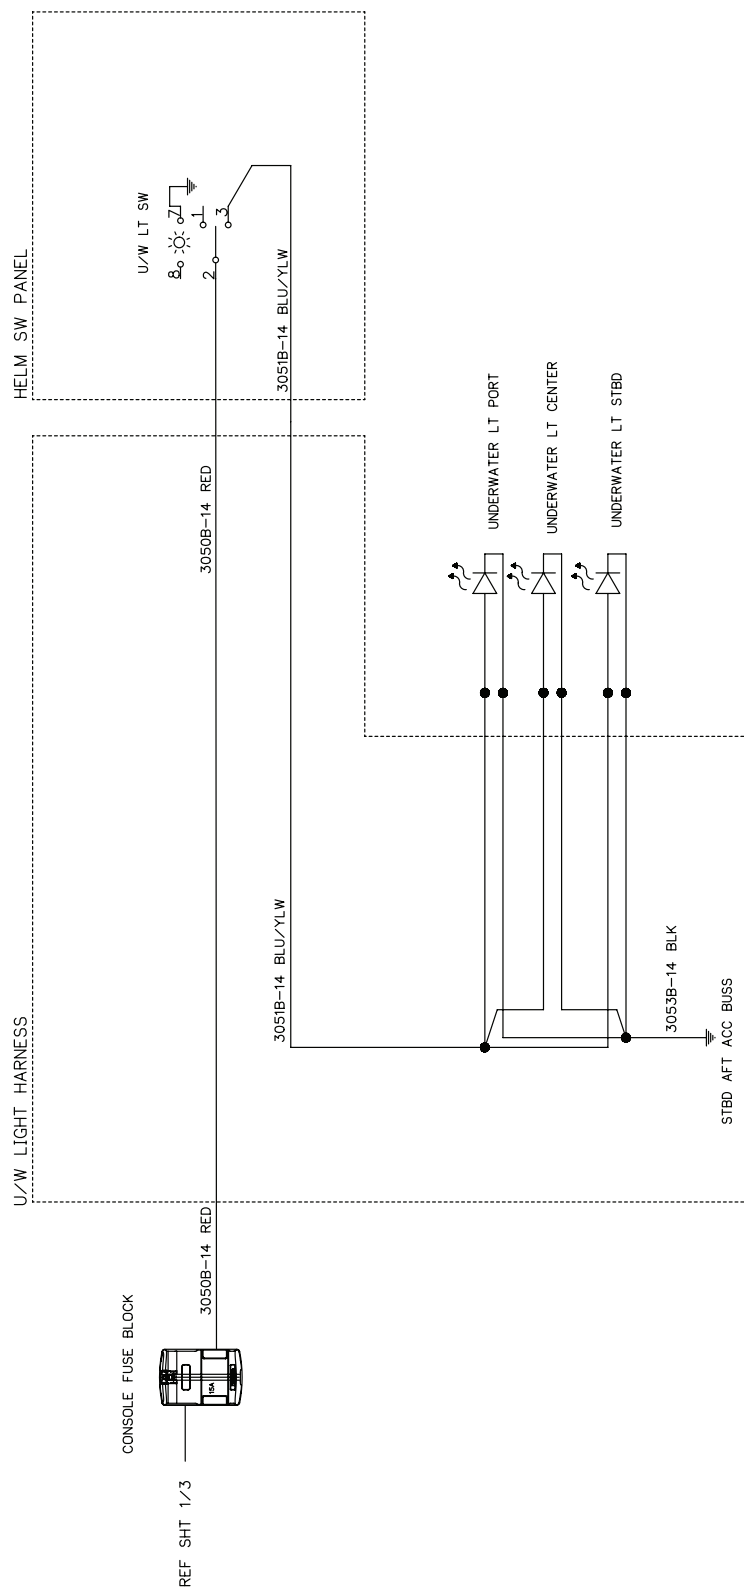 HELM SW PANEL
U/W LT SW
8
7
1
2
3
3051B-14 BLU/YLW
U/W LIGHT HARNESS
3050B-14 RED
3051B-14 BLU/YLW
3050B-14 RED
UNDERWATER LT PORT
UNDERWATER LT CENTER
UNDERWATER LT STBD
3053B-14 BLK
STBD AFT ACC BUSS
CONSOLE FUSE BLOCK
15A
REF SHT 1/3